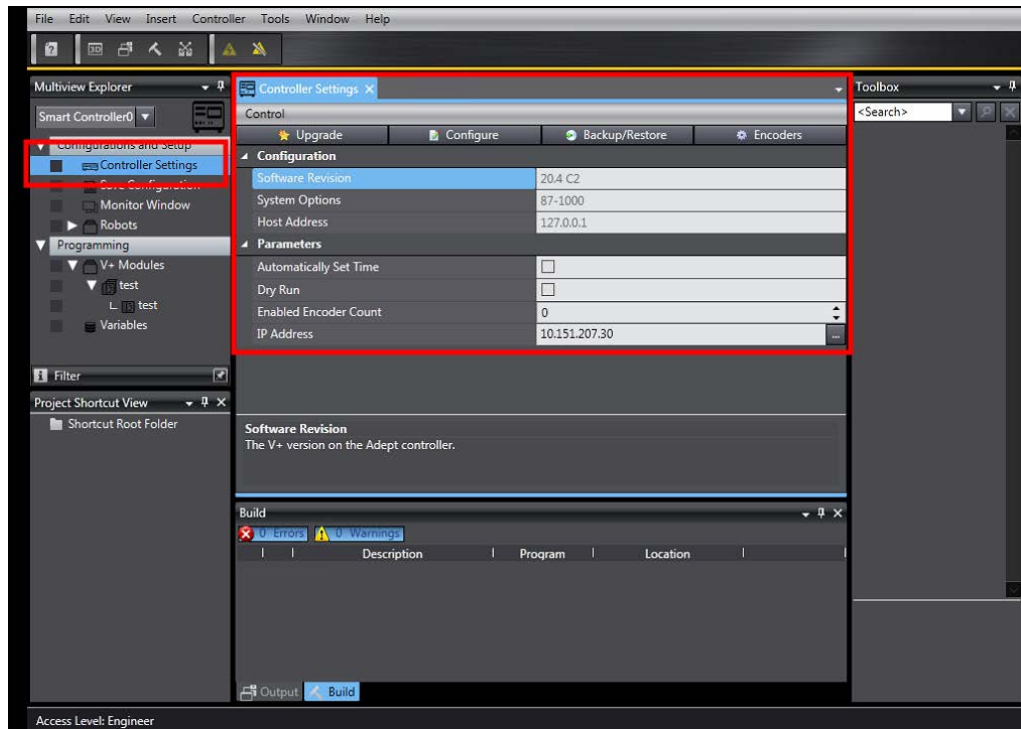 File Edit View Insert Controller Tools Window Help
Multiview Explorer
Smart Controller0
Configurations and Setup
Controller Settings
Save Configuration
Monitor Window
Robots
Programming
V+ Modules
test
test
Variables
Filter
Project Shortcut View
Shortcut Root Folder
Controller Settings
Control
Upgrade Configure Backup/Restore Encoders
Configuration
Software Revision 20.4 C2
System Options 87-1000
Host Address 127.0.0.1
Parameters
Automatically Set Time
Dry Run
Enabled Encoder Count 0
IP Address 10.151.207.30 ...
Software Revision
The V+ version on the Adept controller.
Build
0 Errors 0 Warnings
Description Program Location
Output Build
Toolbox
<Search>
Access Level: Engineer